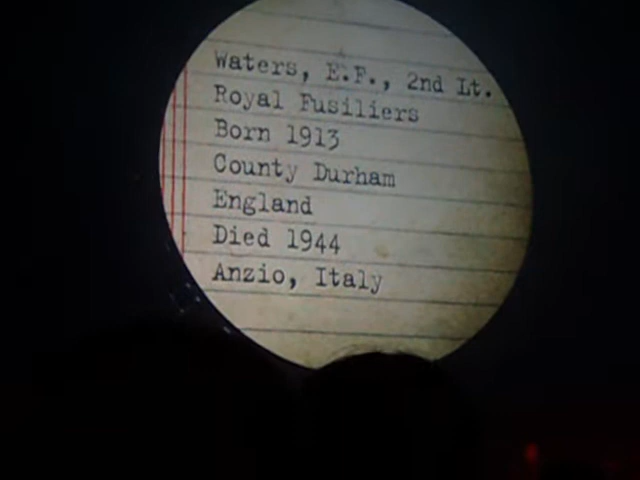 Waters, E.F., 2nd Lt.
Royal Fusiliers
Born 1913
County Durham
England
Died 1944
Anzio, Italy